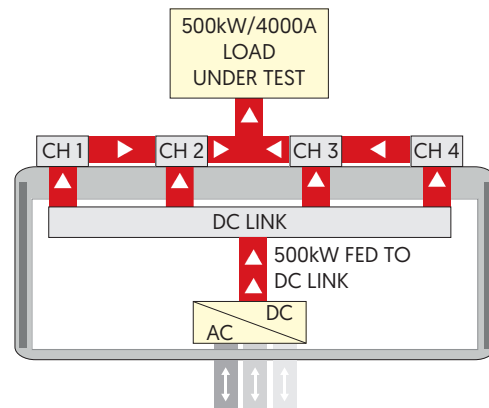 500kW/4000A
LOAD
UNDER TEST
CH 1
CH 2
CH 3
CH 4
DC LINK
500kW FED TO
DC LINK
DC
AC